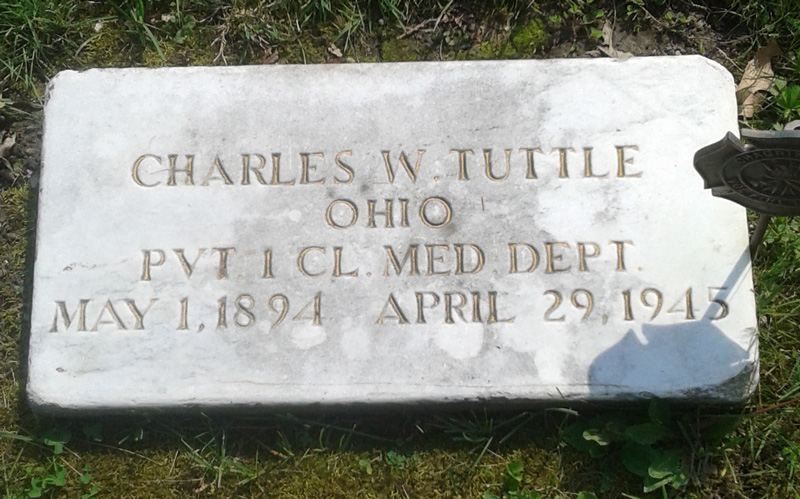 CHARLES W. TUTTLE
OHIO
PVT. 1 CL. MED. DEPT.
MAY 1, 1894 APRIL 29, 1945